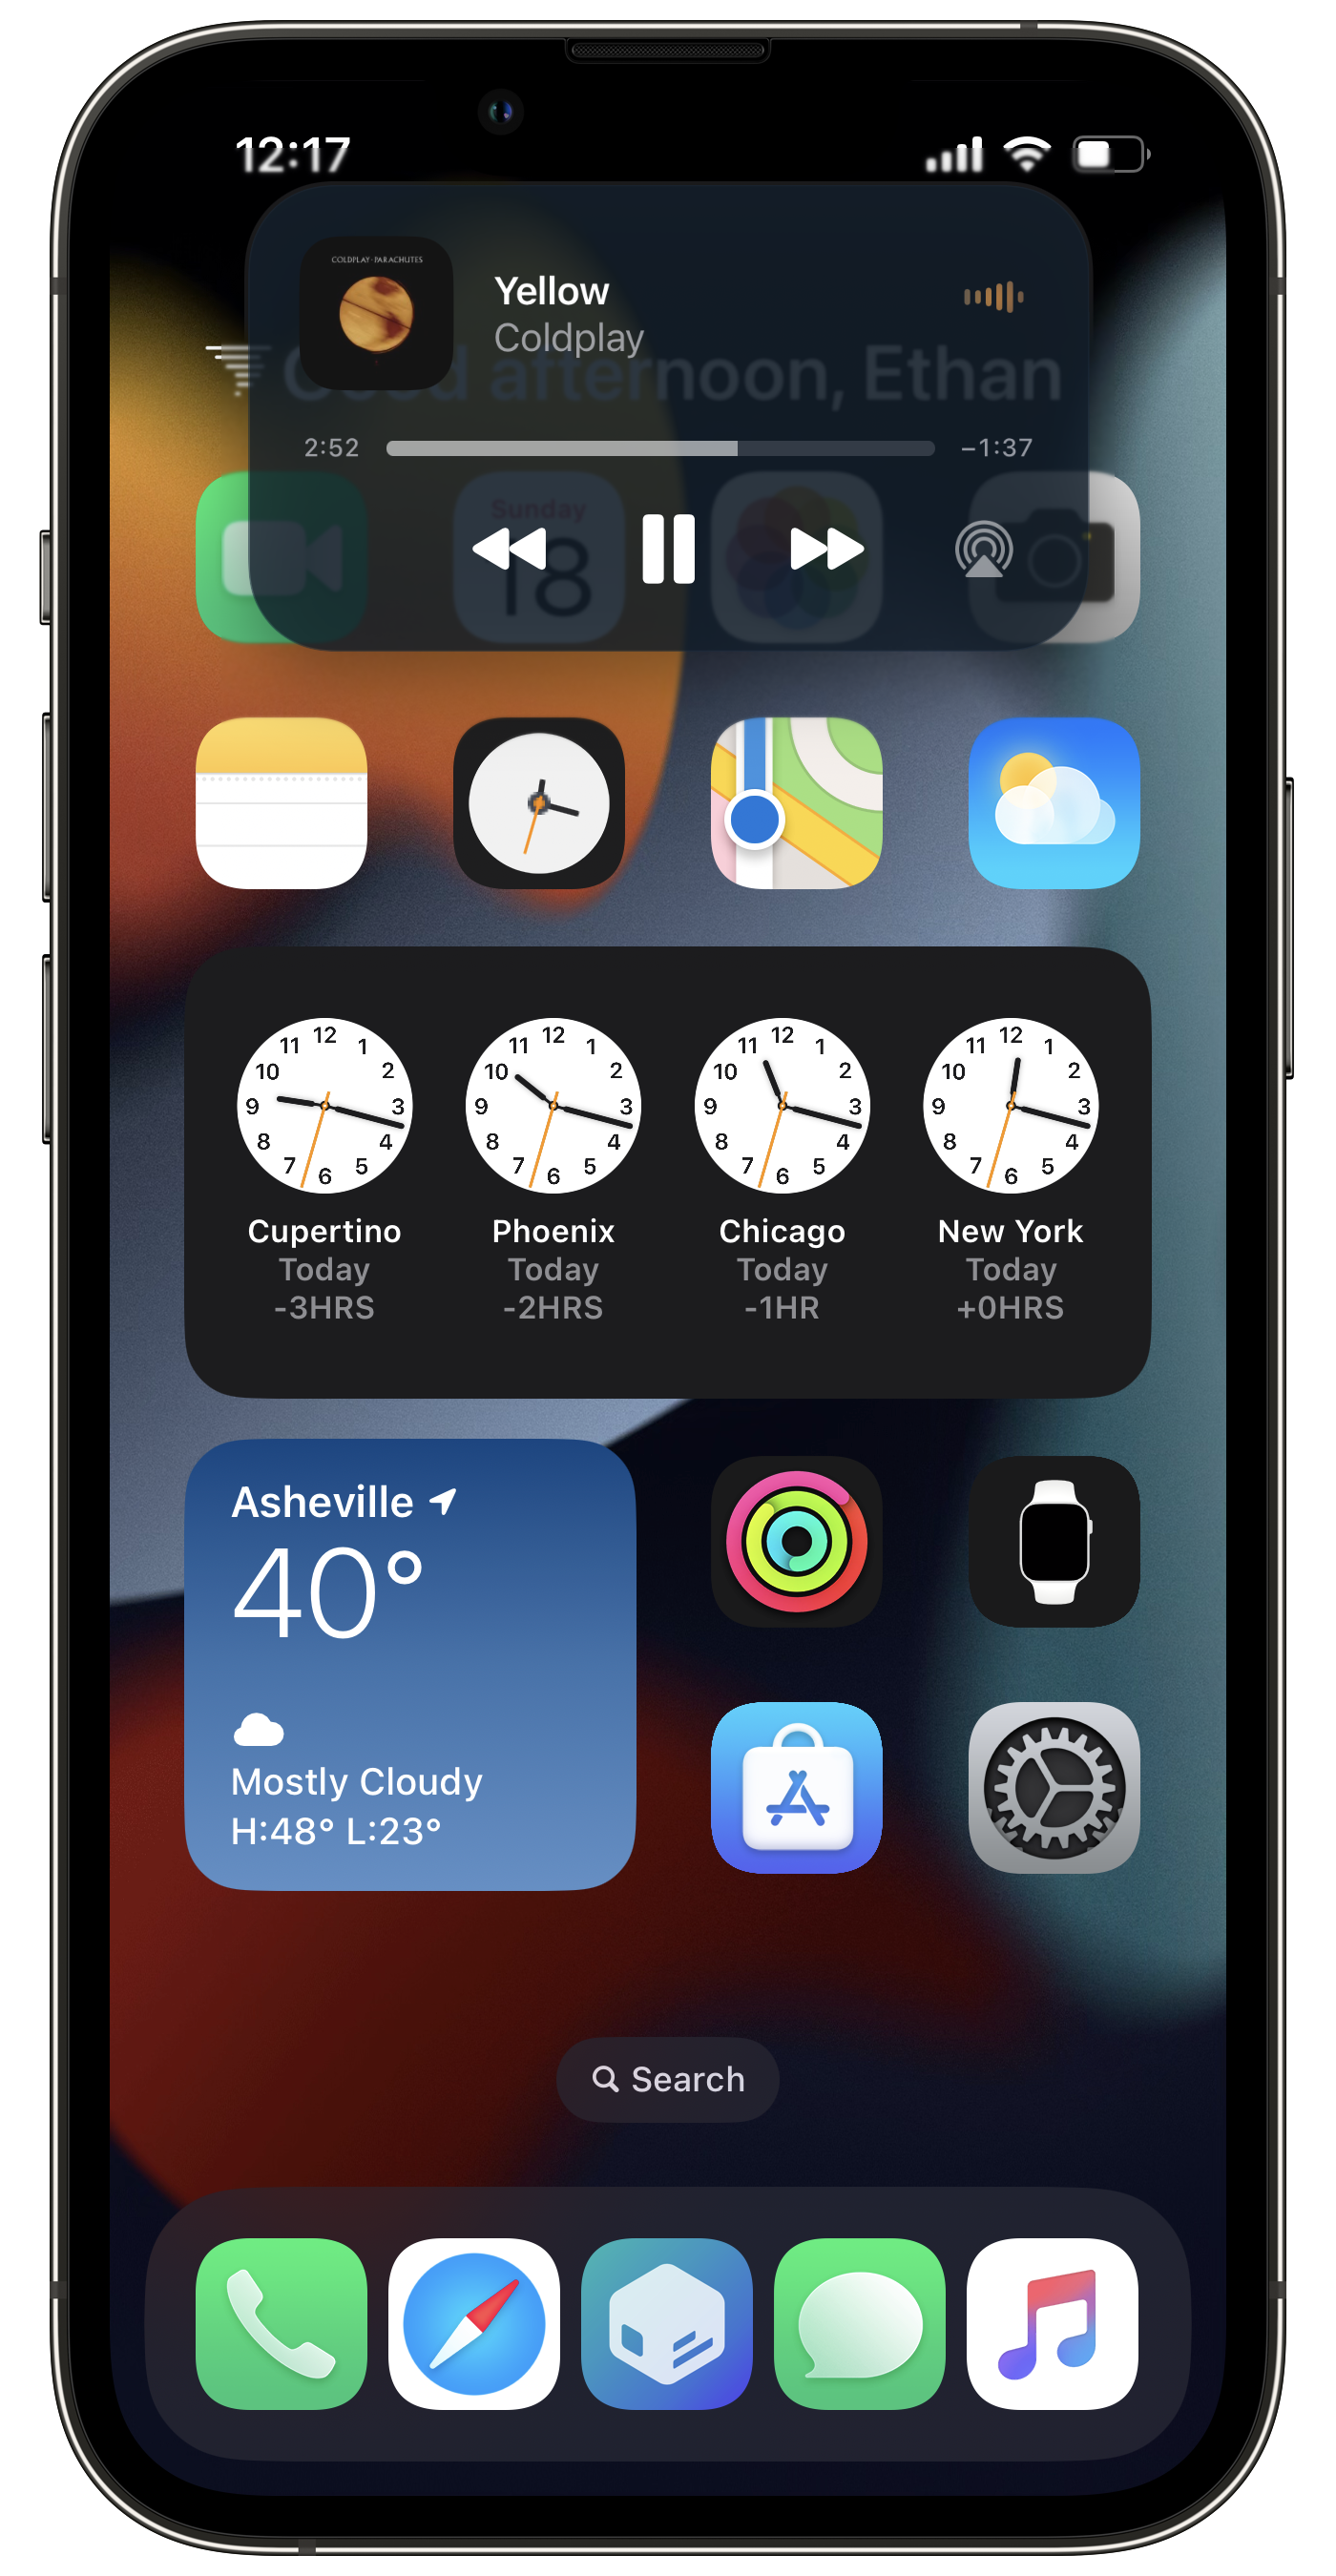 12:17
COLDPLAY·PARACHUTES
Yellow
Coldplay
Good afternoon, Ethan
2:52
–1:37
Sunday
18
12
11 1
10 2
9 3
8 4
7 5
6
12
11 1
10 2
9 3
8 4
7 5
6
12
11 1
10 2
9 3
8 4
7 5
6
12
11 1
10 2
9 3
8 4
7 5
6
Cupertino
Today
-3HRS
Phoenix
Today
-2HRS
Chicago
Today
-1HR
New York
Today
+0HRS
Asheville
40°
Mostly Cloudy
H:48° L:23°
Search